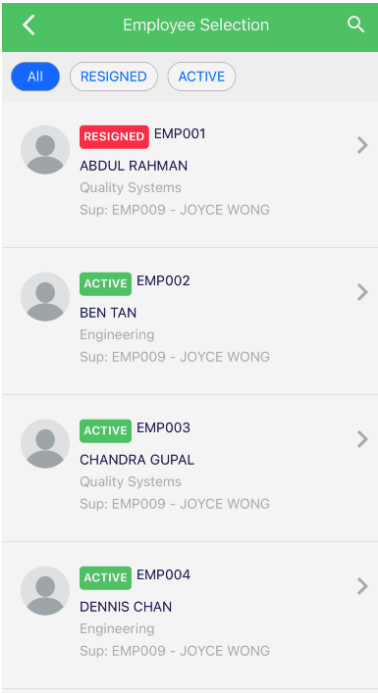 Employee Selection
All RESIGNED ACTIVE
RESIGNED EMP001
ABDUL RAHMAN
Quality Systems
Sup: EMP009 - JOYCE WONG
ACTIVE EMP002
BEN TAN
Engineering
Sup: EMP009 - JOYCE WONG
ACTIVE EMP003
CHANDRA GUPAL
Quality Systems
Sup: EMP009 - JOYCE WONG
ACTIVE EMP004
DENNIS CHAN
Engineering
Sup: EMP009 - JOYCE WONG